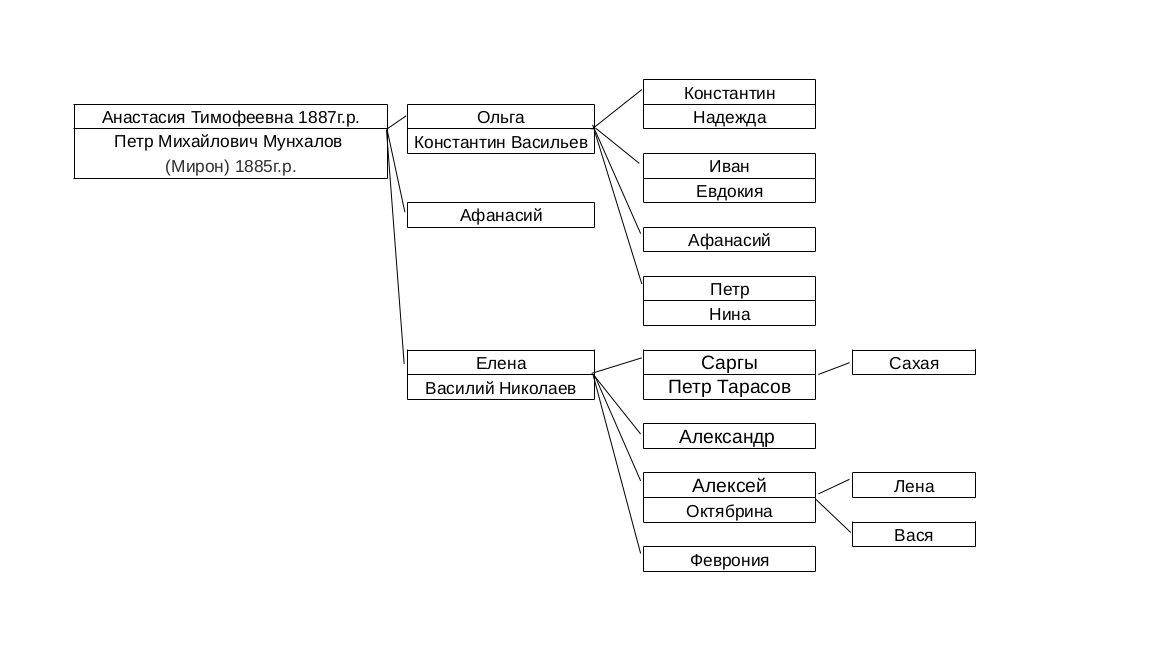 Анастасия Тимофеевна 1887г.р.
Петр Михайлович Мунхалов
(Мирон) 1885г.р.
Ольга
Константин Васильев
Афанасий
Елена
Василий Николаев
Константин
Надежда
Иван
Евдокия
Афанасий
Петр
Нина
Саргы
Петр Тарасов
Александр
Алексей
Октябрина
Феврония
Сахая
Лена
Вася